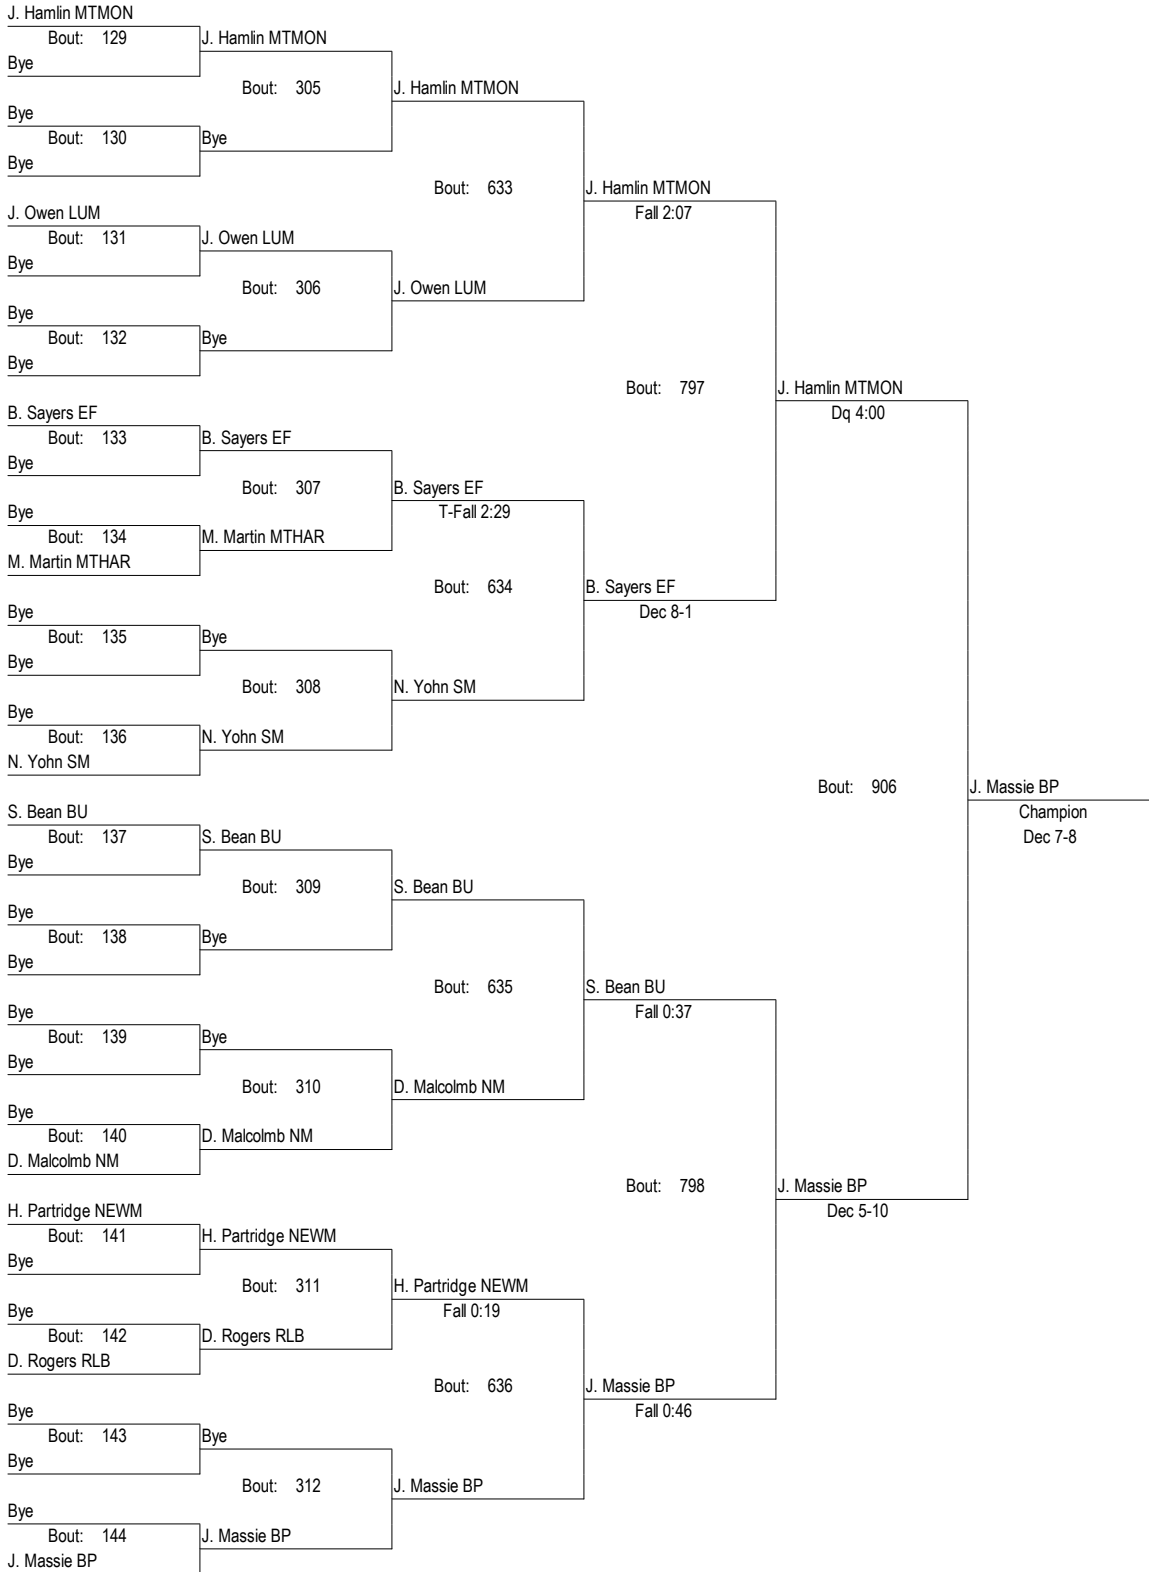 J. Hamlin MTMON
Bout: 129
J. Hamlin MTMON
Bye
Bout: 305
J. Hamlin MTMON
Bye
Bout: 130
Bye
Bye
Bout: 633
J. Hamlin MTMON
Fall 2:07
J. Owen LUM
Bout: 131
J. Owen LUM
Bye
Bout: 306
J. Owen LUM
Bye
Bout: 132
Bye
Bye
Bout: 797
J. Hamlin MTMON
Dq 4:00
B. Sayers EF
Bout: 133
B. Sayers EF
Bye
Bout: 307
B. Sayers EF
T-Fall 2:29
Bye
Bout: 134
M. Martin MTHAR
M. Martin MTHAR
Bout: 634
B. Sayers EF
Dec 8-1
Bye
Bout: 135
Bye
Bye
Bout: 308
N. Yohn SM
Bye
Bout: 136
N. Yohn SM
N. Yohn SM
Bout: 906
J. Massie BP
Champion
Dec 7-8
S. Bean BU
Bout: 137
S. Bean BU
Bye
Bout: 309
S. Bean BU
Bye
Bout: 138
Bye
Bye
Bout: 635
S. Bean BU
Fall 0:37
Bye
Bout: 139
Bye
Bye
Bout: 310
D. Malcolmb NM
Bye
Bout: 140
D. Malcolmb NM
D. Malcolmb NM
Bout: 798
J. Massie BP
Dec 5-10
H. Partridge NEWM
Bout: 141
H. Partridge NEWM
Bye
Bout: 311
H. Partridge NEWM
Fall 0:19
Bye
Bout: 142
D. Rogers RLB
D. Rogers RLB
Bout: 636
J. Massie BP
Fall 0:46
Bye
Bout: 143
Bye
Bye
Bout: 312
J. Massie BP
Bye
Bout: 144
J. Massie BP
J. Massie BP